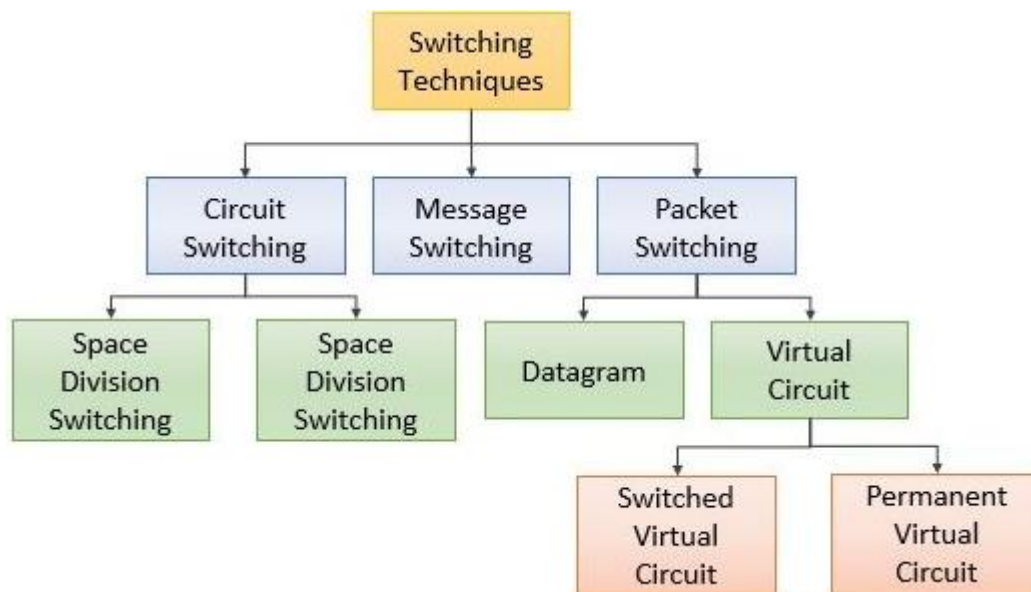 Switching
Techniques
Circuit
Switching
Message
Switching
Packet
Switching
Space
Division
Switching
Space
Division
Switching
Datagram
Virtual
Circuit
Switched
Virtual
Circuit
Permanent
Virtual
Circuit